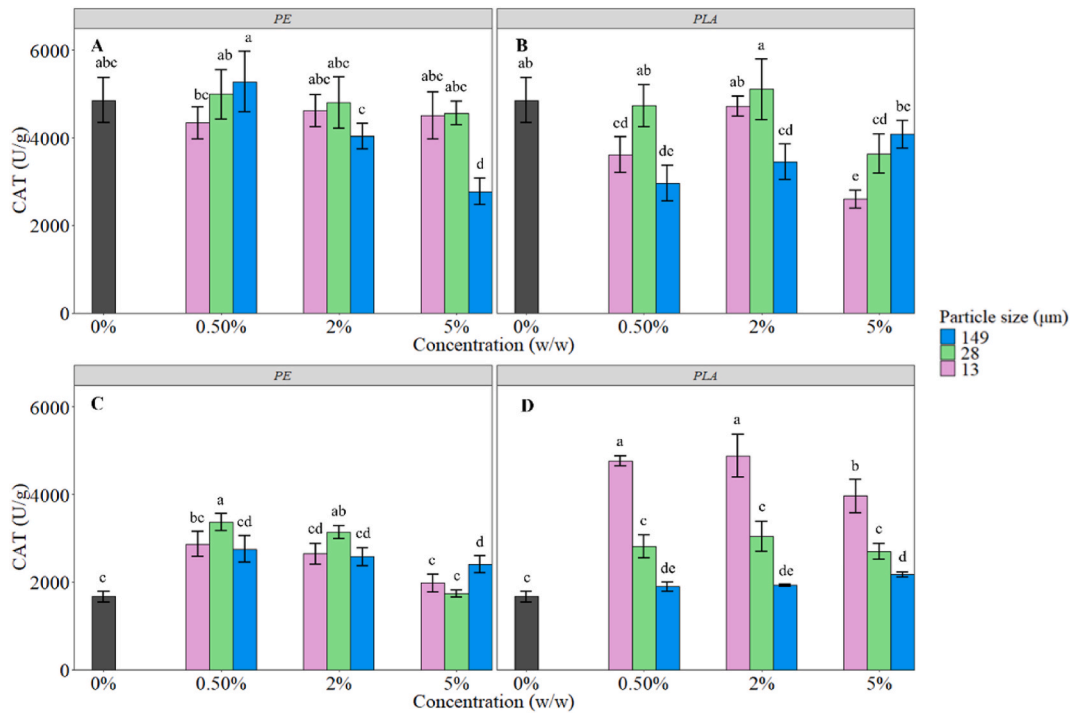 PE
PLA
A
B
CAT (U/g)
6000
4000
2000
0
abc
bc
ab
a
abc
abc
c
abc
abc
d
ab
cd
ab
de
ab
a
cd
e
cd
bc
0%
0.50%
2%
5%
0%
0.50%
2%
5%
Concentration (w/w)
Concentration (w/w)
Particle size (μm)
149
28
13
PE
PLA
C
D
CAT (U/g)
6000
4000
2000
0
c
bc
a
cd
cd
ab
cd
c
c
d
c
a
c
de
a
c
de
b
c
d
0%
0.50%
2%
5%
0%
0.50%
2%
5%
Concentration (w/w)
Concentration (w/w)